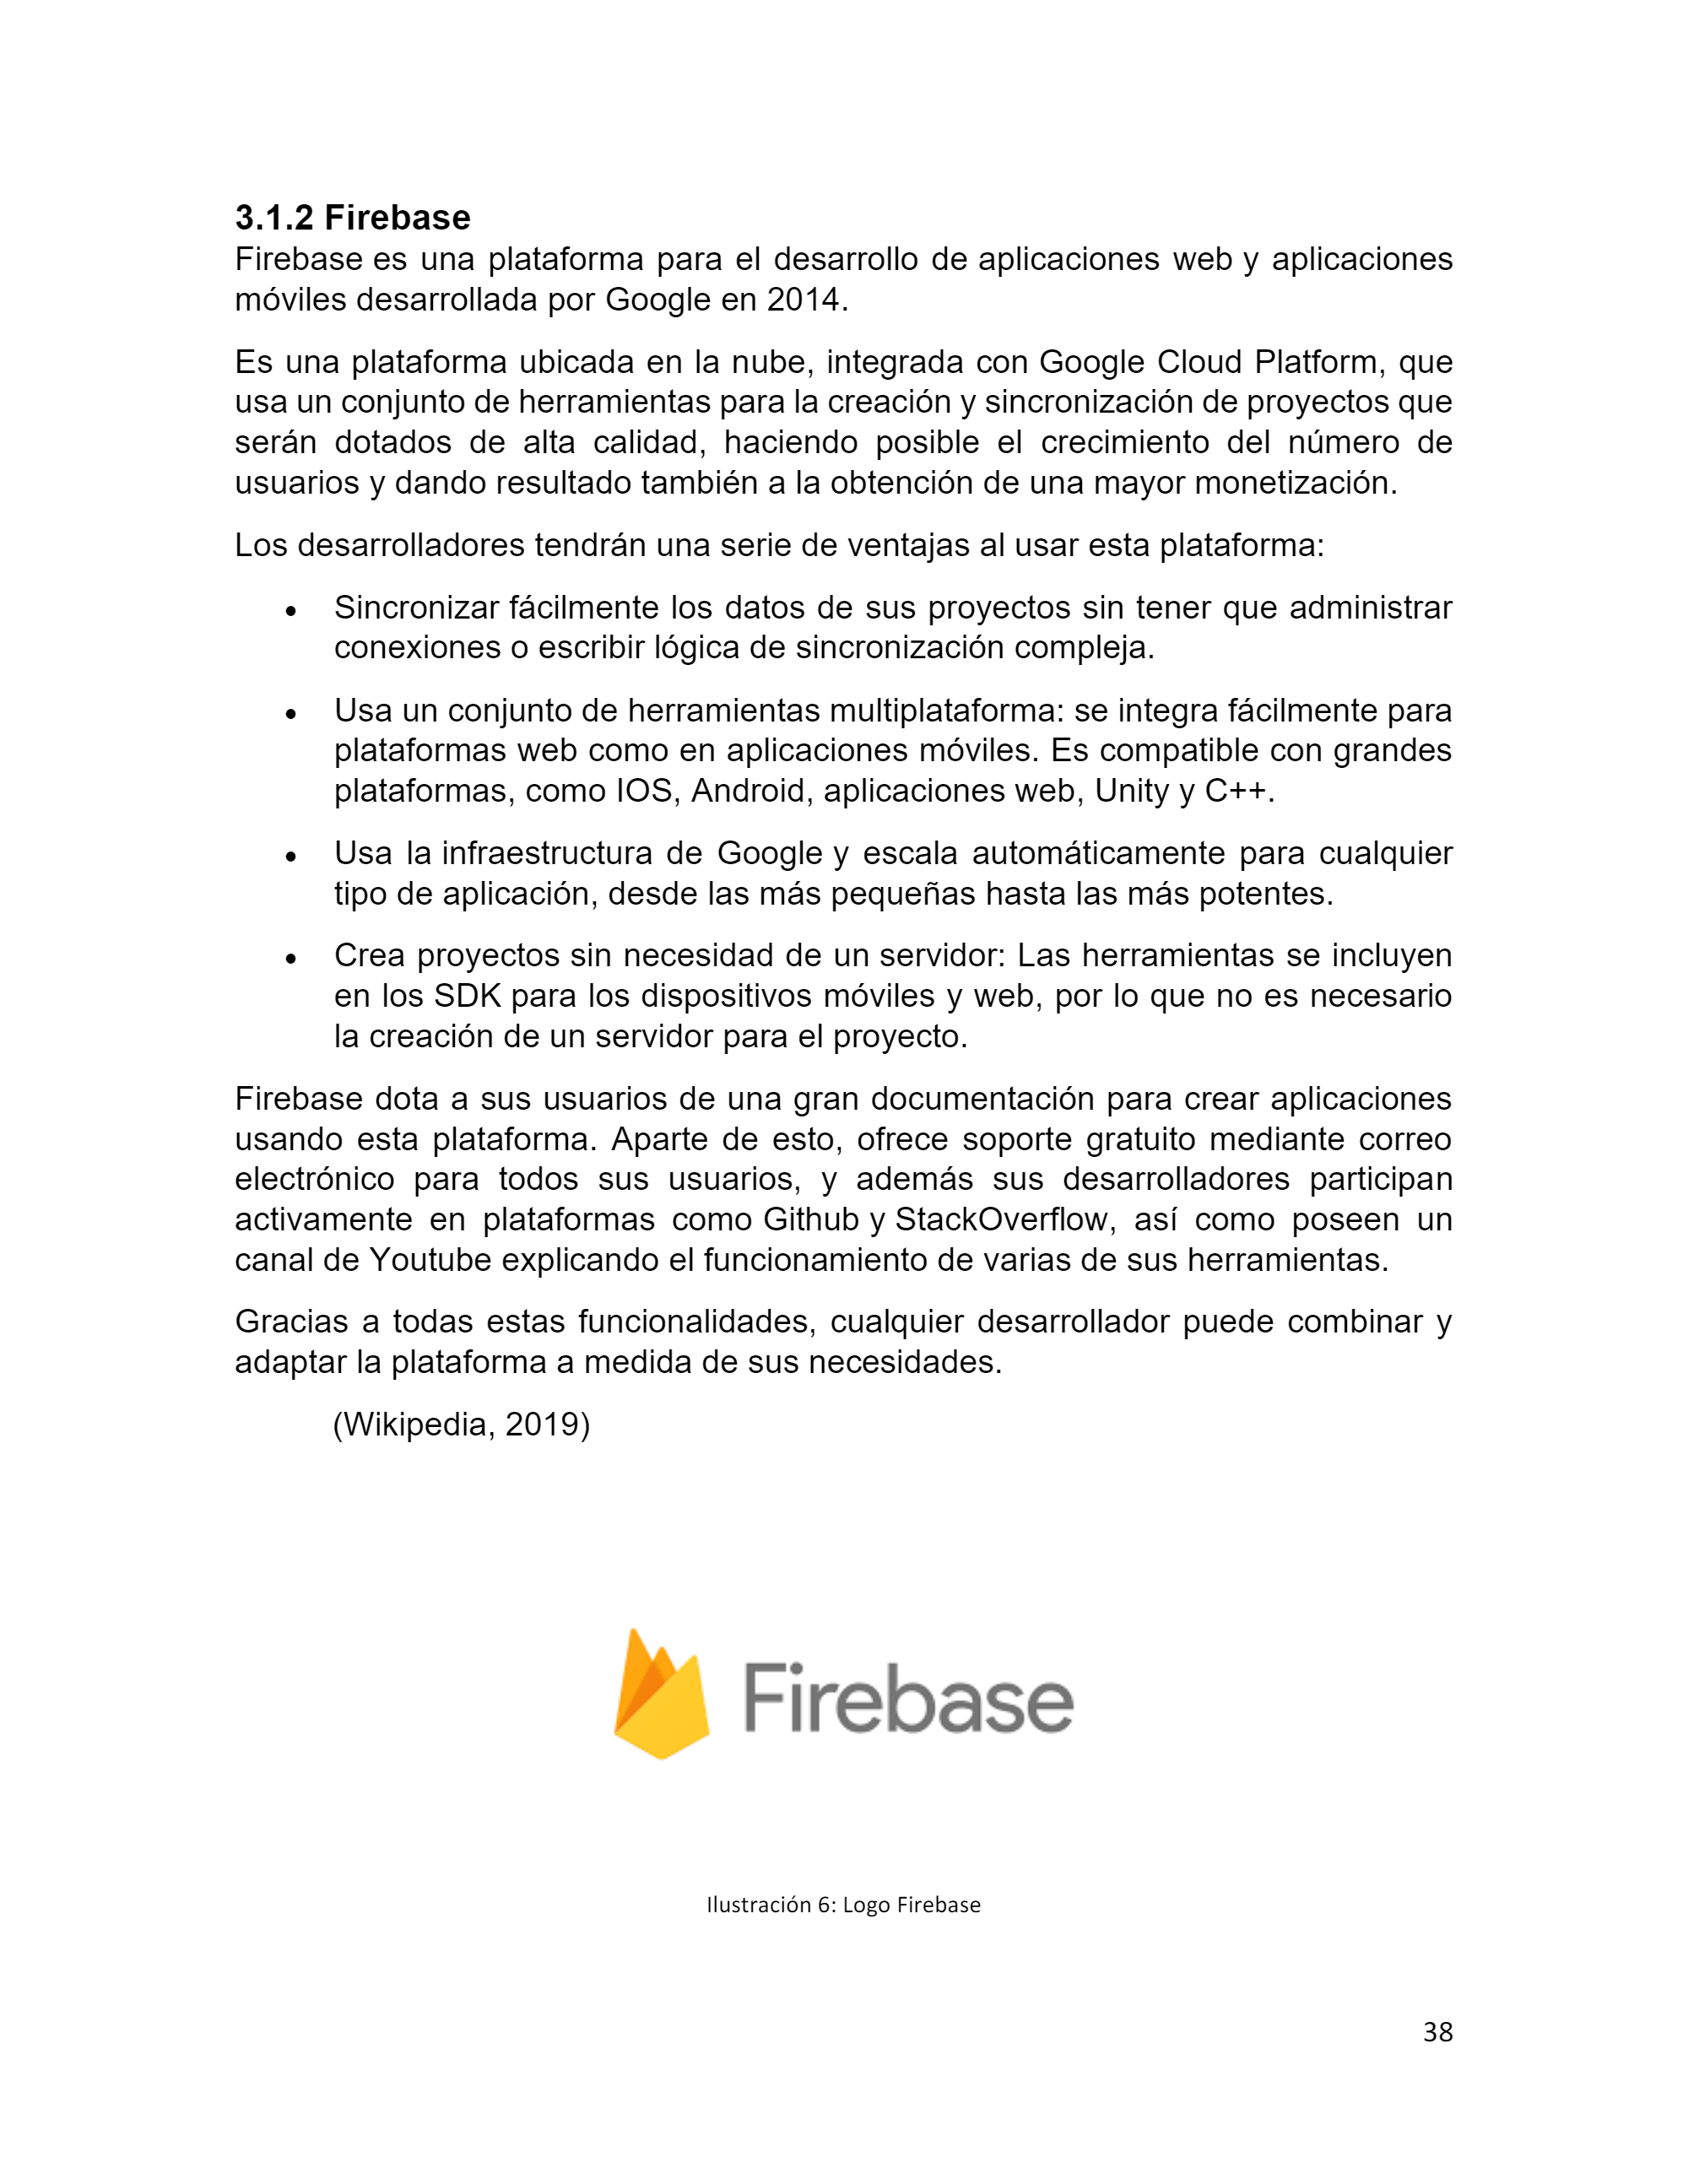 3.1.2 Firebase
Firebase es una plataforma para el desarrollo de aplicaciones web y aplicaciones
móviles desarrollada por Google en 2014.
Es una plataforma ubicada en la nube, integrada con Google Cloud Platform, que
usa un conjunto de herramientas para la creación y sincronización de proyectos que
serán dotados de alta calidad, haciendo posible el crecimiento del número de
usuarios y dando resultado también a la obtención de una mayor monetización.
Los desarrolladores tendrán una serie de ventajas al usar esta plataforma:
• Sincronizar fácilmente los datos de sus proyectos sin tener que administrar
conexiones o escribir lógica de sincronización compleja.
• Usa un conjunto de herramientas multiplataforma: se integra fácilmente para
plataformas web como en aplicaciones móviles. Es compatible con grandes
plataformas, como IOS, Android, aplicaciones web, Unity y C++.
• Usa la infraestructura de Google y escala automáticamente para cualquier
tipo de aplicación, desde las más pequeñas hasta las más potentes.
• Crea proyectos sin necesidad de un servidor: Las herramientas se incluyen
en los SDK para los dispositivos móviles y web, por lo que no es necesario
la creación de un servidor para el proyecto.
Firebase dota a sus usuarios de una gran documentación para crear aplicaciones
usando esta plataforma. Aparte de esto, ofrece soporte gratuito mediante correo
electrónico para todos sus usuarios, y además sus desarrolladores participan
activamente en plataformas como Github y StackOverflow, así como poseen un
canal de Youtube explicando el funcionamiento de varias de sus herramientas.
Gracias a todas estas funcionalidades, cualquier desarrollador puede combinar y
adaptar la plataforma a medida de sus necesidades.
(Wikipedia, 2019)
Firebase
Ilustración 6: Logo Firebase
38